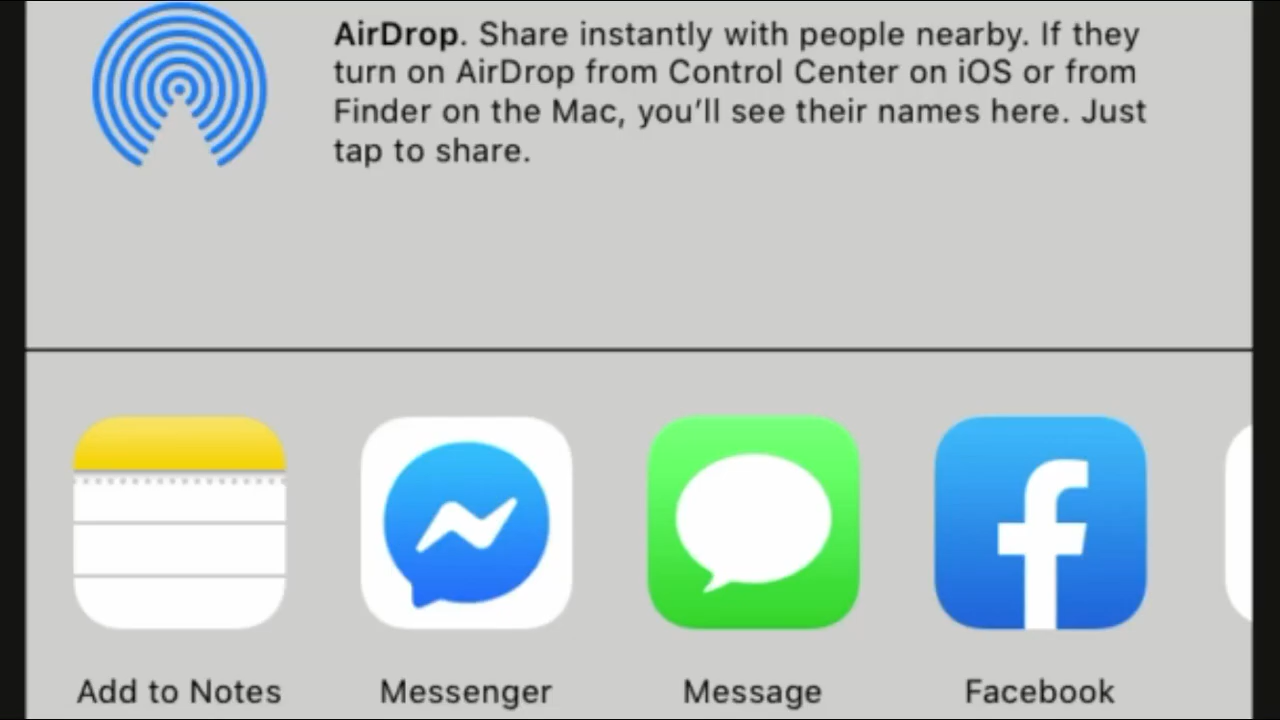 AirDrop. Share instantly with people nearby. If they
turn on AirDrop from Control Center on iOS or from
Finder on the Mac, you’ll see their names here. Just
tap to share.
Add to Notes
Messenger
Message
Facebook